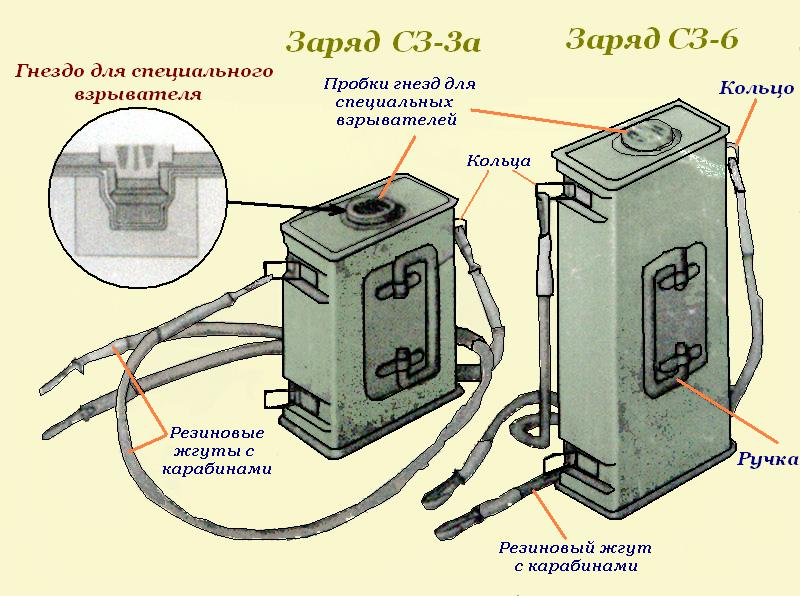 Заряд СЗ-3а
Заряд СЗ-6
Гнездо для специального
взрывателя
Пробки гнезд для
специальных
взрывателей
Кольцо
Кольца
Резиновые
жгуты с
карабинами
Ручка
Резиновый жгут
с карабинами